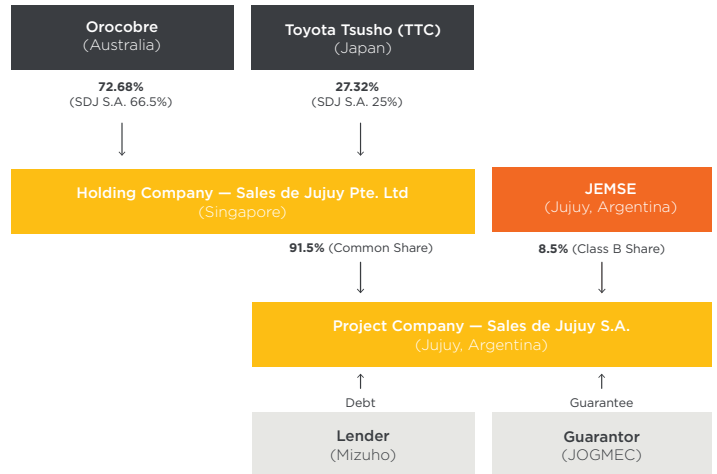 Orocobre
(Australia)
Toyota Tsusho (TTC)
(Japan)
72.68%
(SDJ S.A. 66.5%)
27.32%
(SDJ S.A. 25%)
Holding Company — Sales de Jujuy Pte. Ltd
(Singapore)
JEMSE
(Jujuy, Argentina)
91.5% (Common Share)
8.5% (Class B Share)
Project Company — Sales de Jujuy S.A.
(Jujuy, Argentina)
Debt
Guarantee
Lender
(Mizuho)
Guarantor
(JOGMEC)